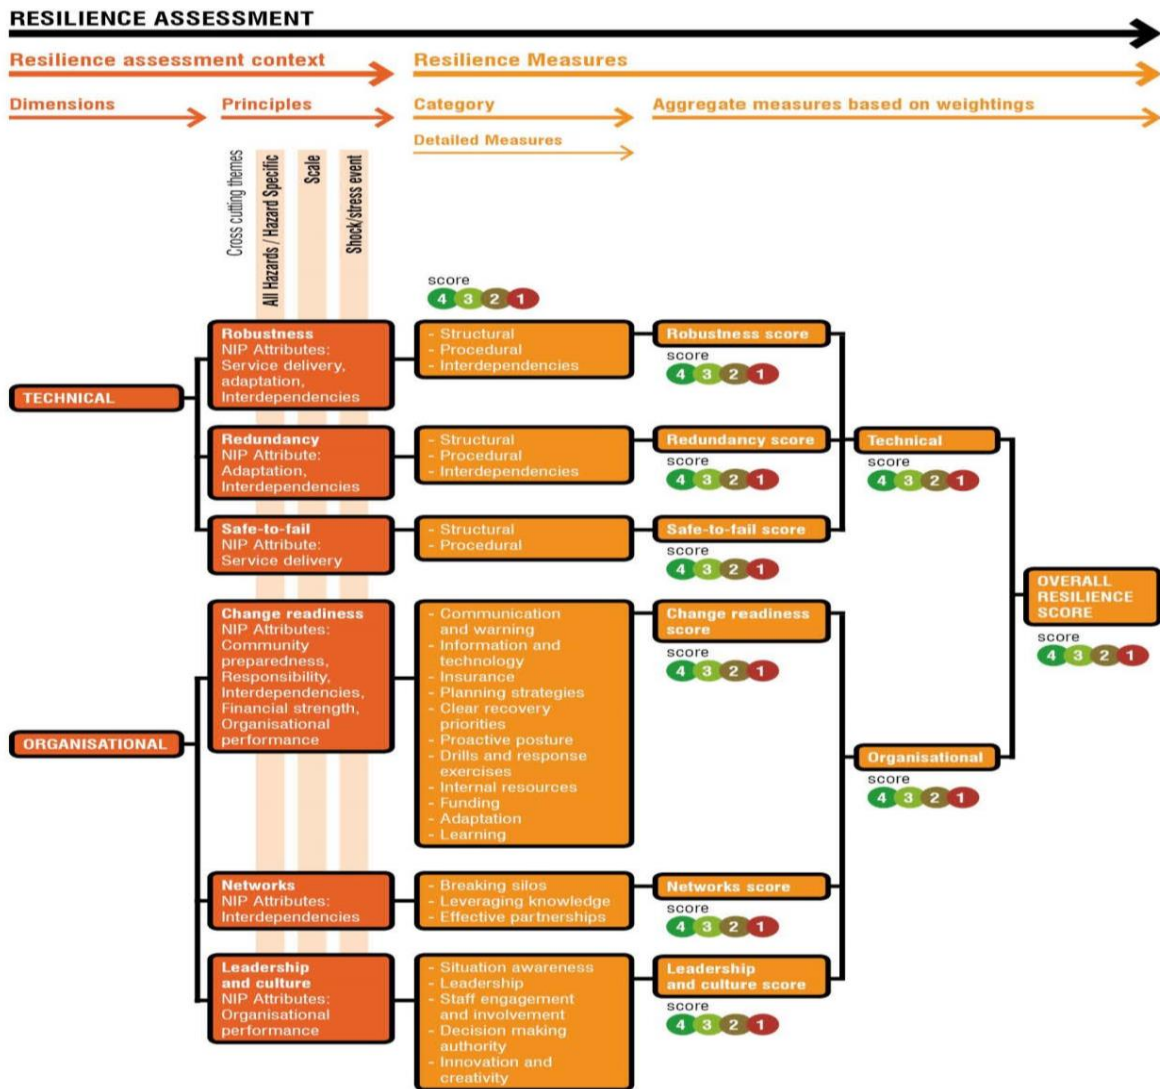 RESILIENCE ASSESSMENT
Resilience assessment context
Resilience Measures
Dimensions
Principles
Category
Aggregate measures based on weightings
Detailed Measures
Cross cutting themes
All Hazards / Hazard Specific
Scale
Shock/stress event
score
4 3 2 1
TECHNICAL
Robustness
NIP Attributes:
Service delivery,
adaptation,
Interdependencies
- Structural
- Procedural
- Interdependencies
Robustness score
score
4 3 2 1
Redundancy
NIP Attribute:
Adaptation,
Interdependencies
- Structural
- Procedural
- Interdependencies
Redundancy score
score
4 3 2 1
Technical
score
4 3 2 1
Safe-to-fail
NIP Attribute:
Service delivery
- Structural
- Procedural
Safe-to-fail score
score
4 3 2 1
OVERALL
RESILIENCE
SCORE
score
4 3 2 1
ORGANISATIONAL
Change readiness
NIP Attributes:
Community
preparedness,
Responsibility,
Interdependencies,
Financial strength,
Organisational
performance
- Communication
and warning
- Information and
technology
- Insurance
- Planning strategies
- Clear recovery
priorities
- Proactive posture
- Drills and response
exercises
- Internal resources
- Funding
- Adaptation
- Learning
Change readiness
score
score
4 3 2 1
Organisational
score
4 3 2 1
Networks
NIP Attributes:
Interdependencies
- Breaking silos
- Leveraging knowledge
- Effective partnerships
Networks score
score
4 3 2 1
Leadership
and culture
NIP Attributes:
Organisational
performance
- Situation awareness
- Leadership
- Staff engagement
and involvement
- Decision making
authority
- Innovation and
creativity
Leadership
and culture score
score
4 3 2 1